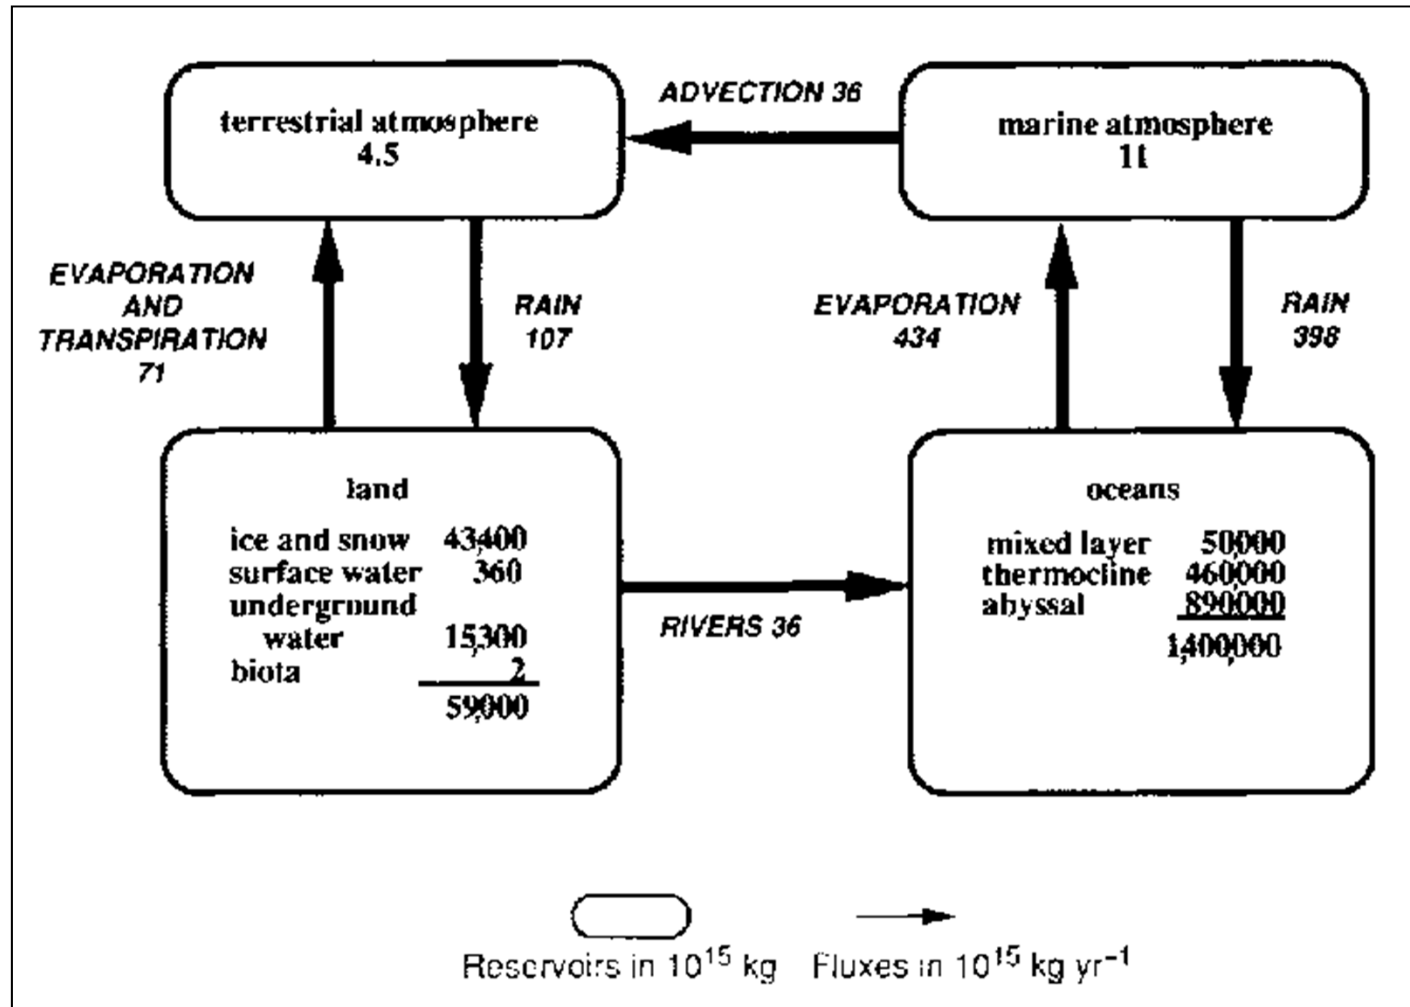 ADVECTION 36
terrestrial atmosphere
4.5
marine atmosphere
11
EVAPORATION
AND
TRANSPIRATION
71
RAIN
107
EVAPORATION
434
RAIN
398
land
ice and snow 43,400
surface water 360
underground
water 15,300
biota 2
59,000
RIVERS 36
oceans
mixed layer 50,000
thermocline 460,000
abyssal 890,000
1,400,000
Reservoirs in 10¹⁵ kg
Fluxes in 10¹⁵ kg yr⁻¹